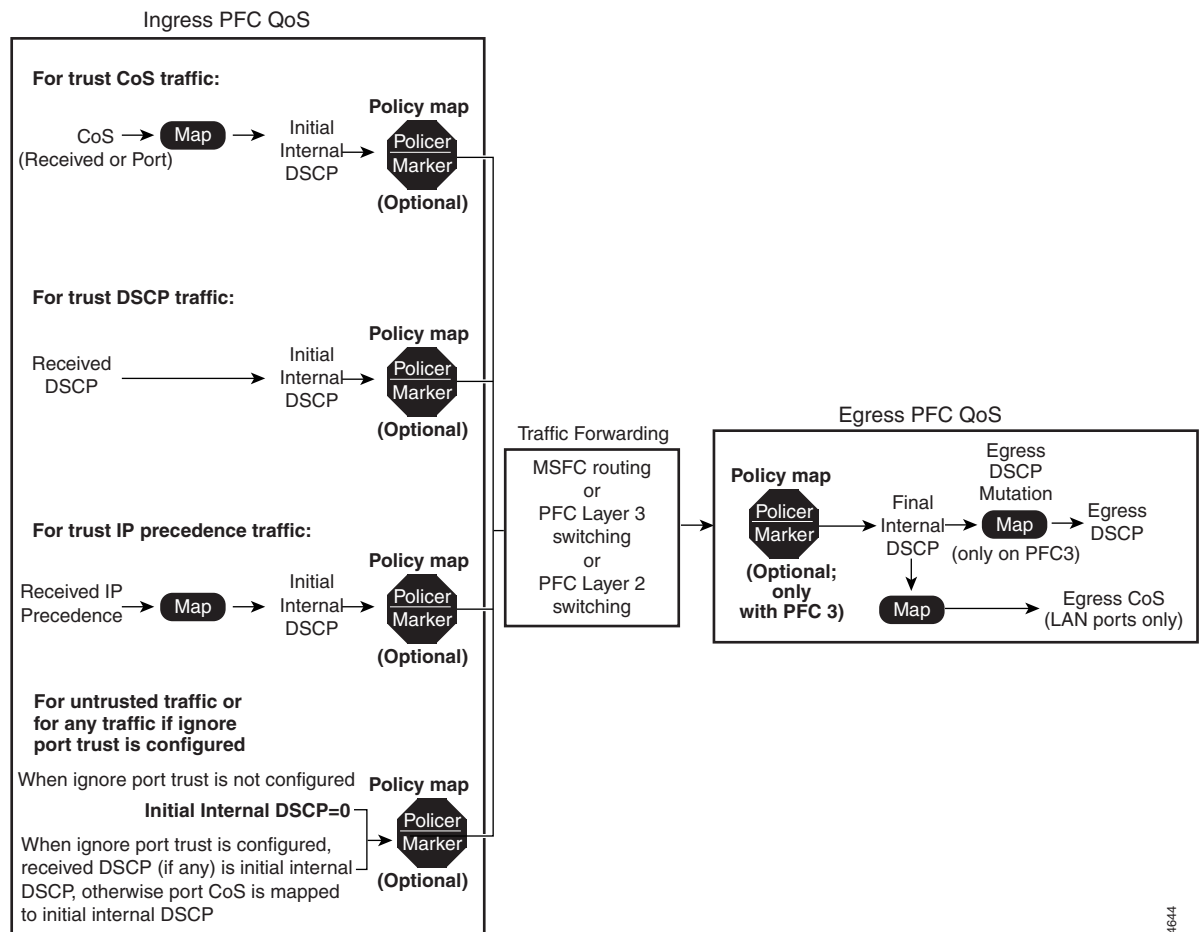 Ingress PFC QoS
For trust CoS traffic:
CoS
(Received or Port)
Map
Initial
Internal
DSCP
Policy map
Policer
Marker
(Optional)
For trust DSCP traffic:
Received
DSCP
Initial
Internal
DSCP
Policy map
Policer
Marker
(Optional)
For trust IP precedence traffic:
Received IP
Precedence
Map
Initial
Internal
DSCP
Policy map
Policer
Marker
(Optional)
For untrusted traffic or
for any traffic if ignore
port trust is configured
When ignore port trust is not configured
Initial Internal DSCP=0
When ignore port trust is configured,
received DSCP (if any) is initial internal
DSCP, otherwise port CoS is mapped
to initial internal DSCP
Policy map
Policer
Marker
(Optional)
Traffic Forwarding
MSFC routing
or
PFC Layer 3
switching
or
PFC Layer 2
switching
Egress PFC QoS
Policy map
Policer
Marker
(Optional;
only
with PFC 3)
Final
Internal
DSCP
Egress
DSCP
Mutation
Map
(only on PFC3)
Egress
DSCP
Map
Egress CoS
(LAN ports only)
4644